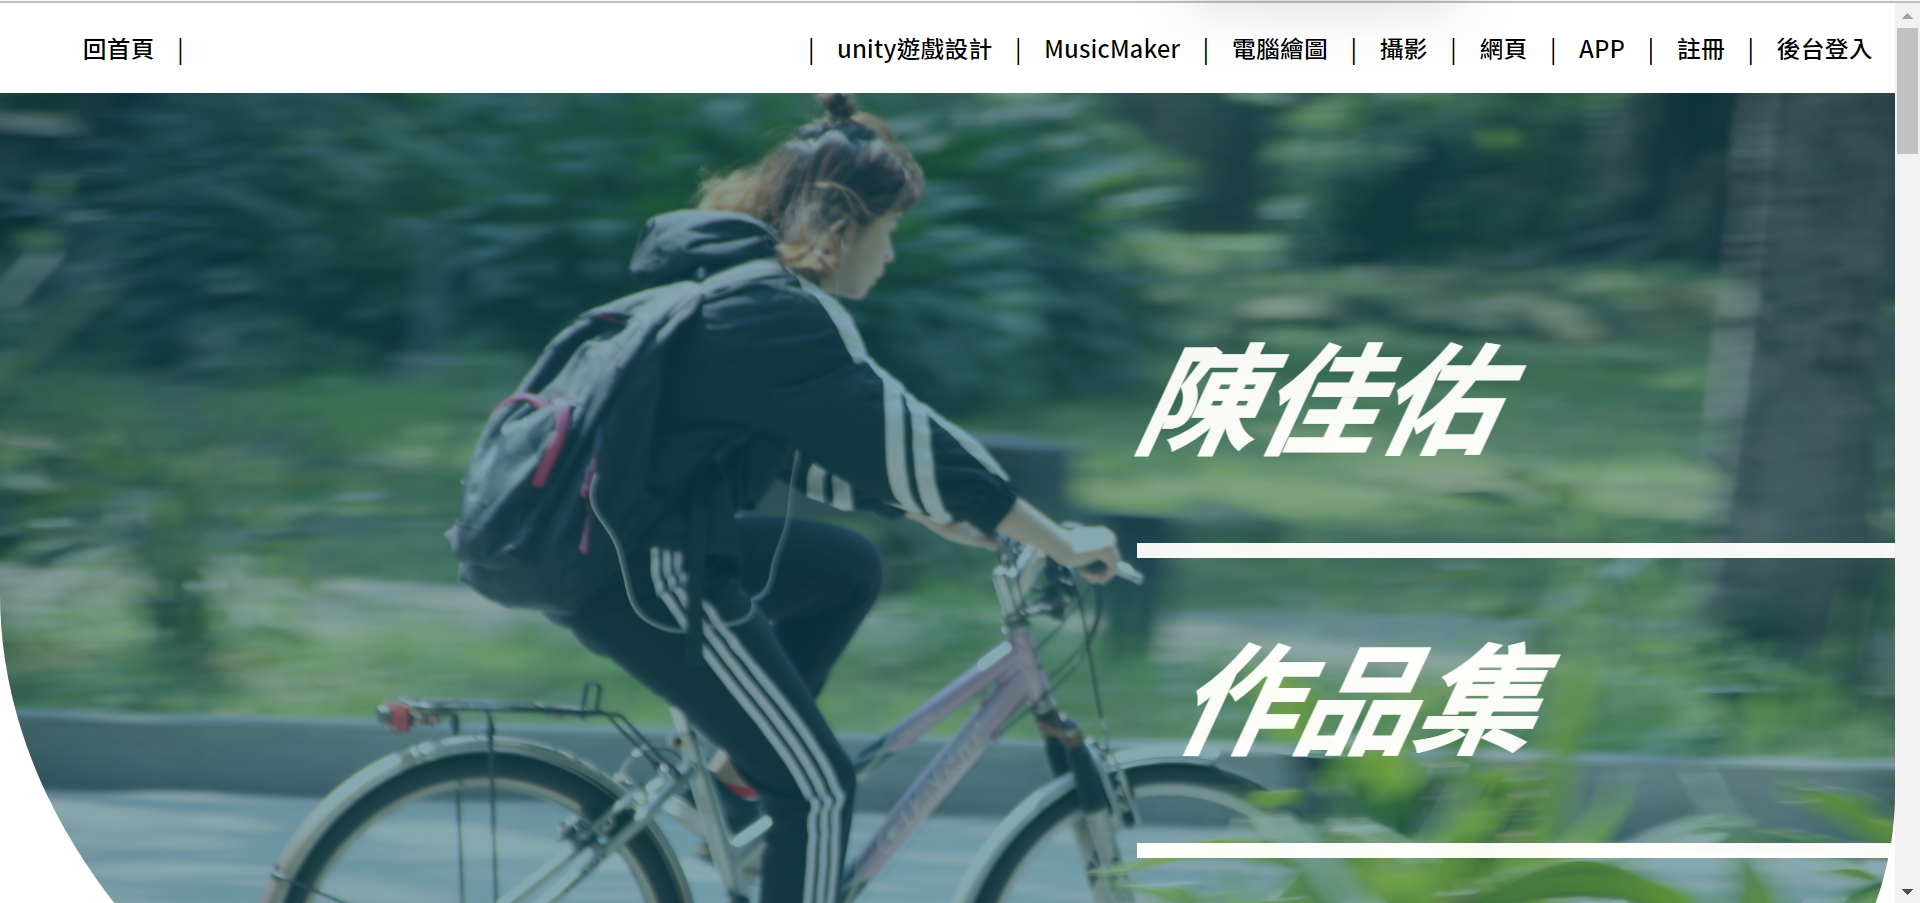 回首頁 | | unity遊戲設計 | MusicMaker | 電腦繪圖 | 攝影 | 網頁 | APP | 註冊 | 後台登入
陳佳佑
作品集